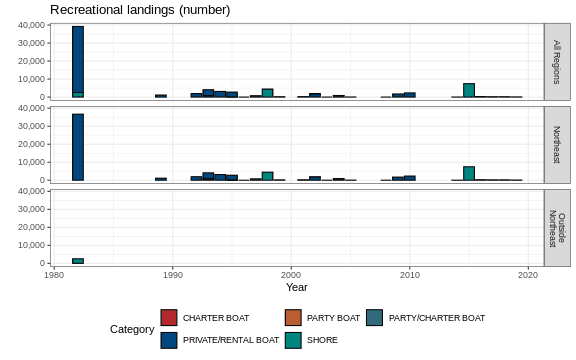 Recreational landings (number)
40,000
30,000
20,000
10,000
0
All Regions
40,000
30,000
20,000
10,000
0
Northeast
40,000
30,000
20,000
10,000
0
Outside
Northeast
1980 1990 2000 2010 2020
Year
Category
CHARTER BOAT PARTY BOAT PARTY/CHARTER BOAT
PRIVATE/RENTAL BOAT SHORE